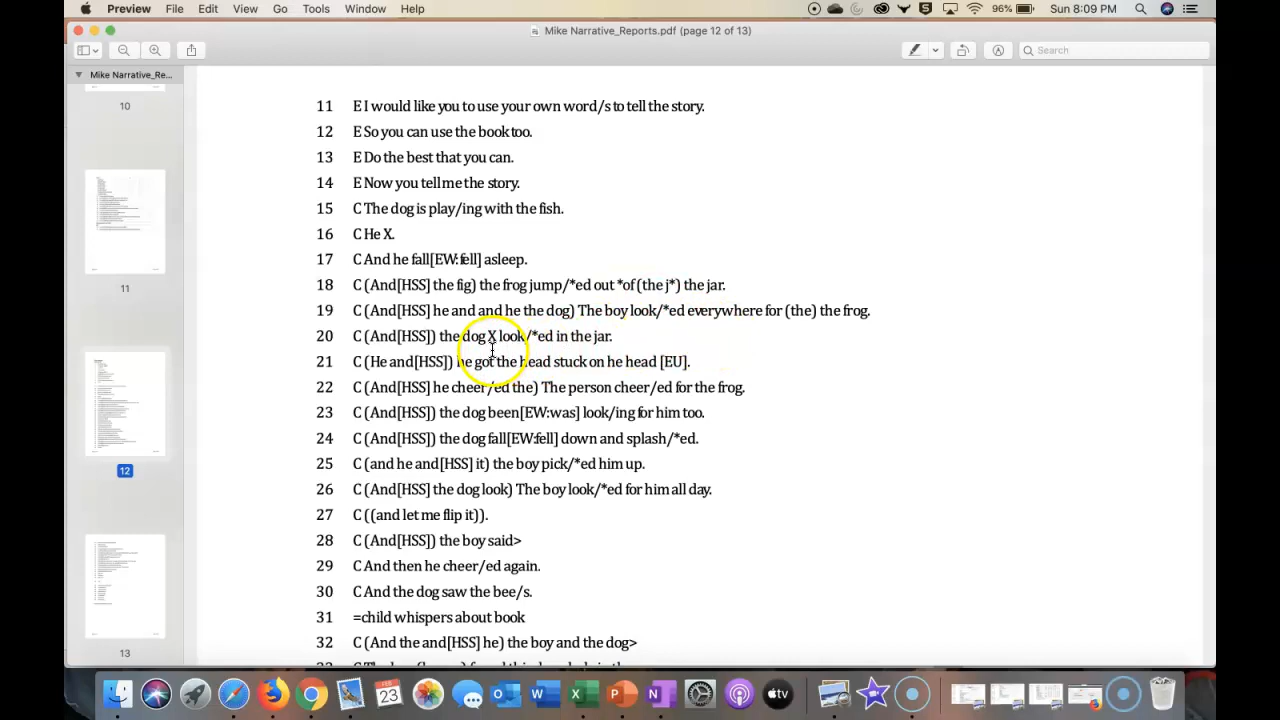 Preview File Edit View Go Tools Window Help 96% Sun 8:09 PM
Mike Narrative_Reports.pdf (page 12 of 13)
Search
Mike Narrative_Re...
10
11
12
13
11 E I would like you to use your own word/s to tell the story.
12 E So you can use the book too.
13 E Do the best that you can.
14 E Now you tell me the story.
15 C The dog is play/ing with the fish.
16 C He X.
17 C And he fall[EW:fell] asleep.
18 C (And[HSS] the fig) the frog jump/*ed out *of (the j*) the jar.
19 C (And[HSS] he and and he the dog) The boy look/*ed everywhere for (the) the frog.
20 C (And[HSS]) the dog X look/*ed in the jar.
21 C (He and[HSS]) he got the head stuck on he head [EU].
22 C (And[HSS] he cheer/ed the) The person cheer/ed for the frog.
23 C (And[HSS]) the dog been[EW:was] look/ing for him too.
24 C (And[HSS]) the dog fall[EW:fell] down and splash/*ed.
25 C (and he and[HSS] it) the boy pick/*ed him up.
26 C (And[HSS] the dog look) The boy look/*ed for him all day.
27 C ((and let me flip it)).
28 C (And[HSS]) the boy said>
29 C And then he cheer/ed again.
30 C And the dog saw the bee/s.
31 =child whispers about book
32 C (And the and[HSS] he) the boy and the dog>